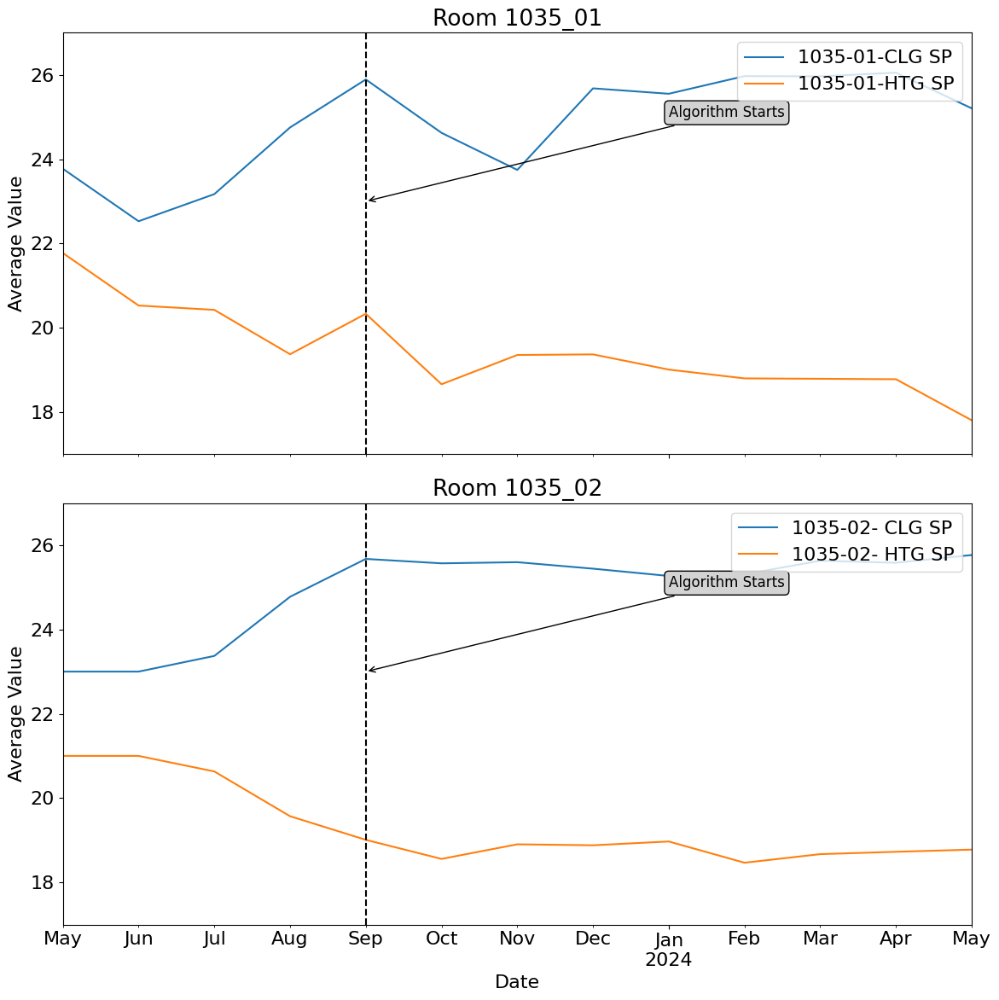 Room 1035_01
1035-01-CLG SP
1035-01-HTG SP
Algorithm Starts
Average Value
26
24
22
20
18
Room 1035_02
1035-02- CLG SP
1035-02- HTG SP
Algorithm Starts
Average Value
26
24
22
20
18
May Jun Jul Aug Sep Oct Nov Dec Jan Feb Mar Apr May
2024
Date